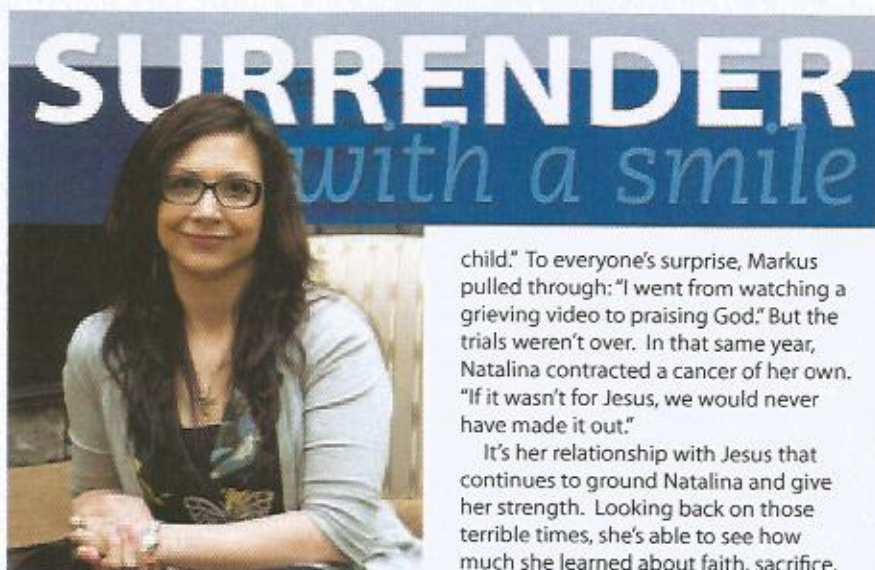 SURRENDER
with a smile
child." To everyone's surprise, Markus
pulled through: "I went from watching a
grieving video to praising God." But the
trials weren't over. In that same year,
Natalina contracted a cancer of her own.
"If it wasn't for Jesus, we would never
have made it out."
It's her relationship with Jesus that
continues to ground Natalina and give
her strength. Looking back on those
terrible times, she's able to see how
much she learned about faith, sacrifice,